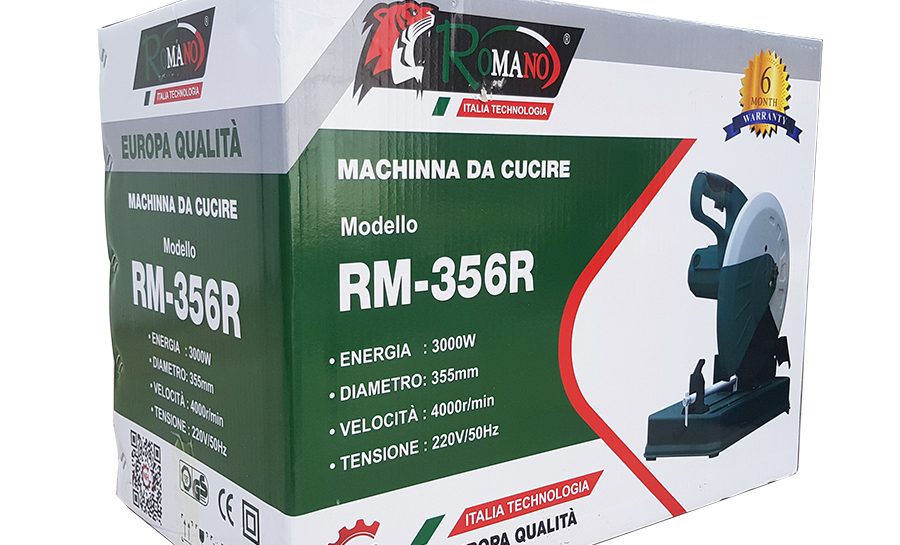 ROMANO
®
ITALIA TECHNOLOGIA
EUROPA QUALITÀ
MACHINNA DA CUCIRE
Modello
RM-356R
• ENERGIA : 3000W
• DIAMETRO: 355mm
• VELOCITÀ : 4000r/min
• TENSIONE : 220V/50Hz
CE
ROMANO
®
ITALIA TECHNOLOGIA
6
MONTH
WARRANTY
MACHINNA DA CUCIRE
Modello
RM-356R
• ENERGIA : 3000W
• DIAMETRO: 355mm
• VELOCITÀ : 4000r/min
• TENSIONE : 220V/50Hz
ITALIA TECHNOLOGIA
QUALITÀ